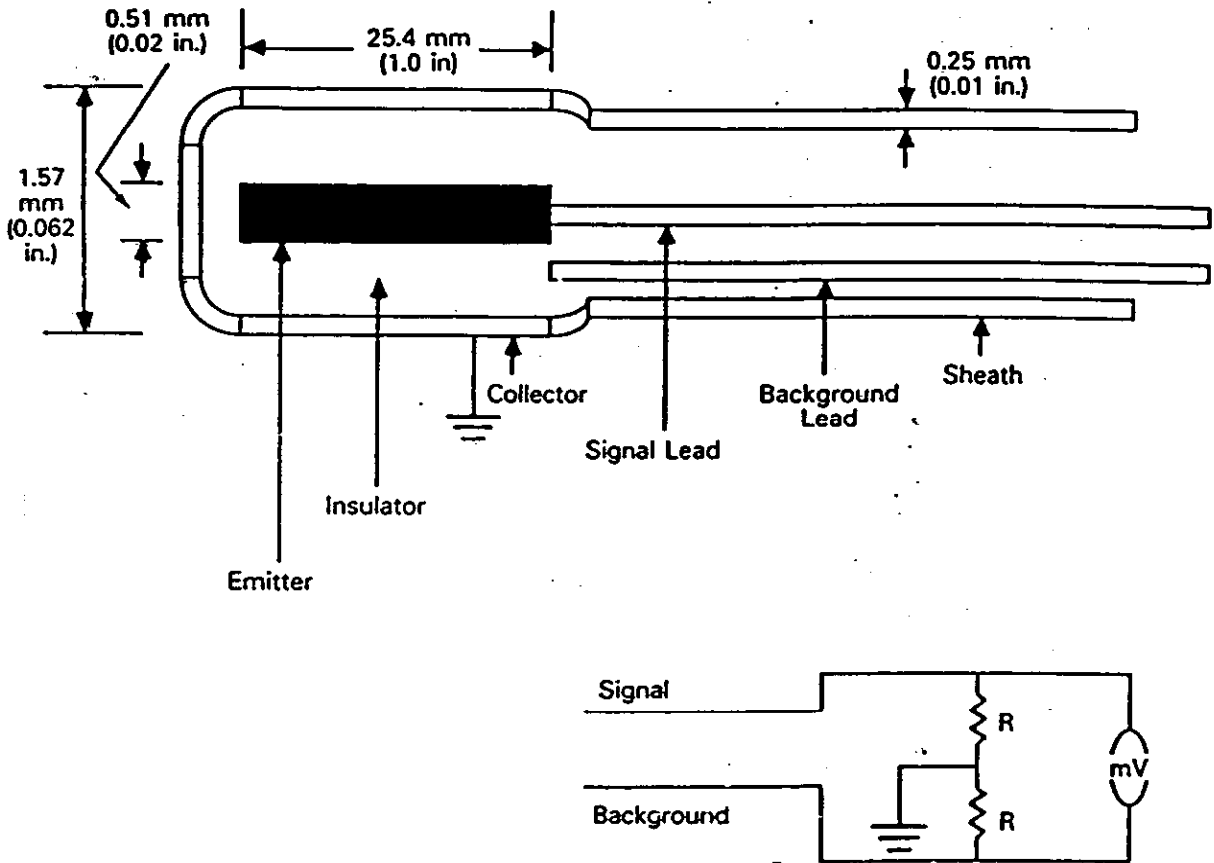 0.51 mm
(0.02 in.)
25.4 mm
(1.0 in)
0.25 mm
(0.01 in.)
1.57
mm
(0.062
in.)
Collector
Background
Lead
Sheath
Signal Lead
Insulator
Emitter
Signal
R
mV
Background
R